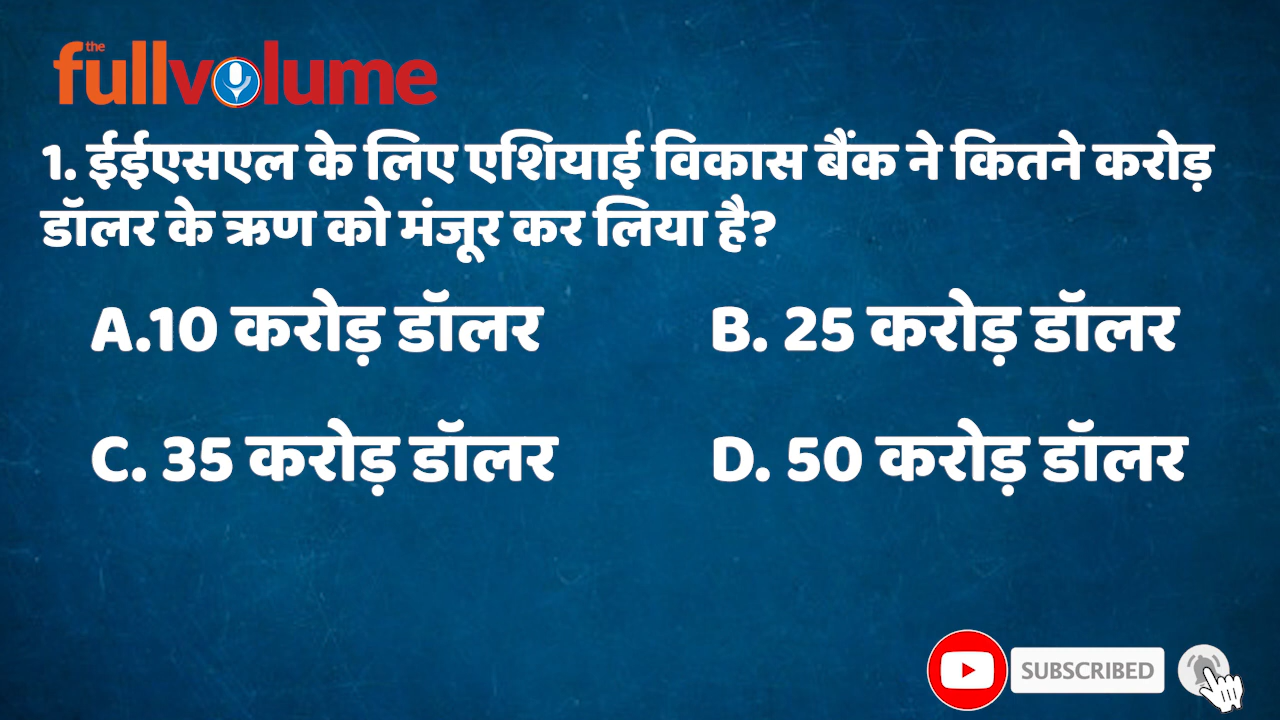 the
fullvolume
1. ईईएसएल के लिए एशियाई विकास बैंक ने कितने करोड़
डॉलर के ऋण को मंजूर कर लिया है?
A.10 करोड़ डॉलर
B. 25 करोड़ डॉलर
C. 35 करोड़ डॉलर
D. 50 करोड़ डॉलर
SUBSCRIBED